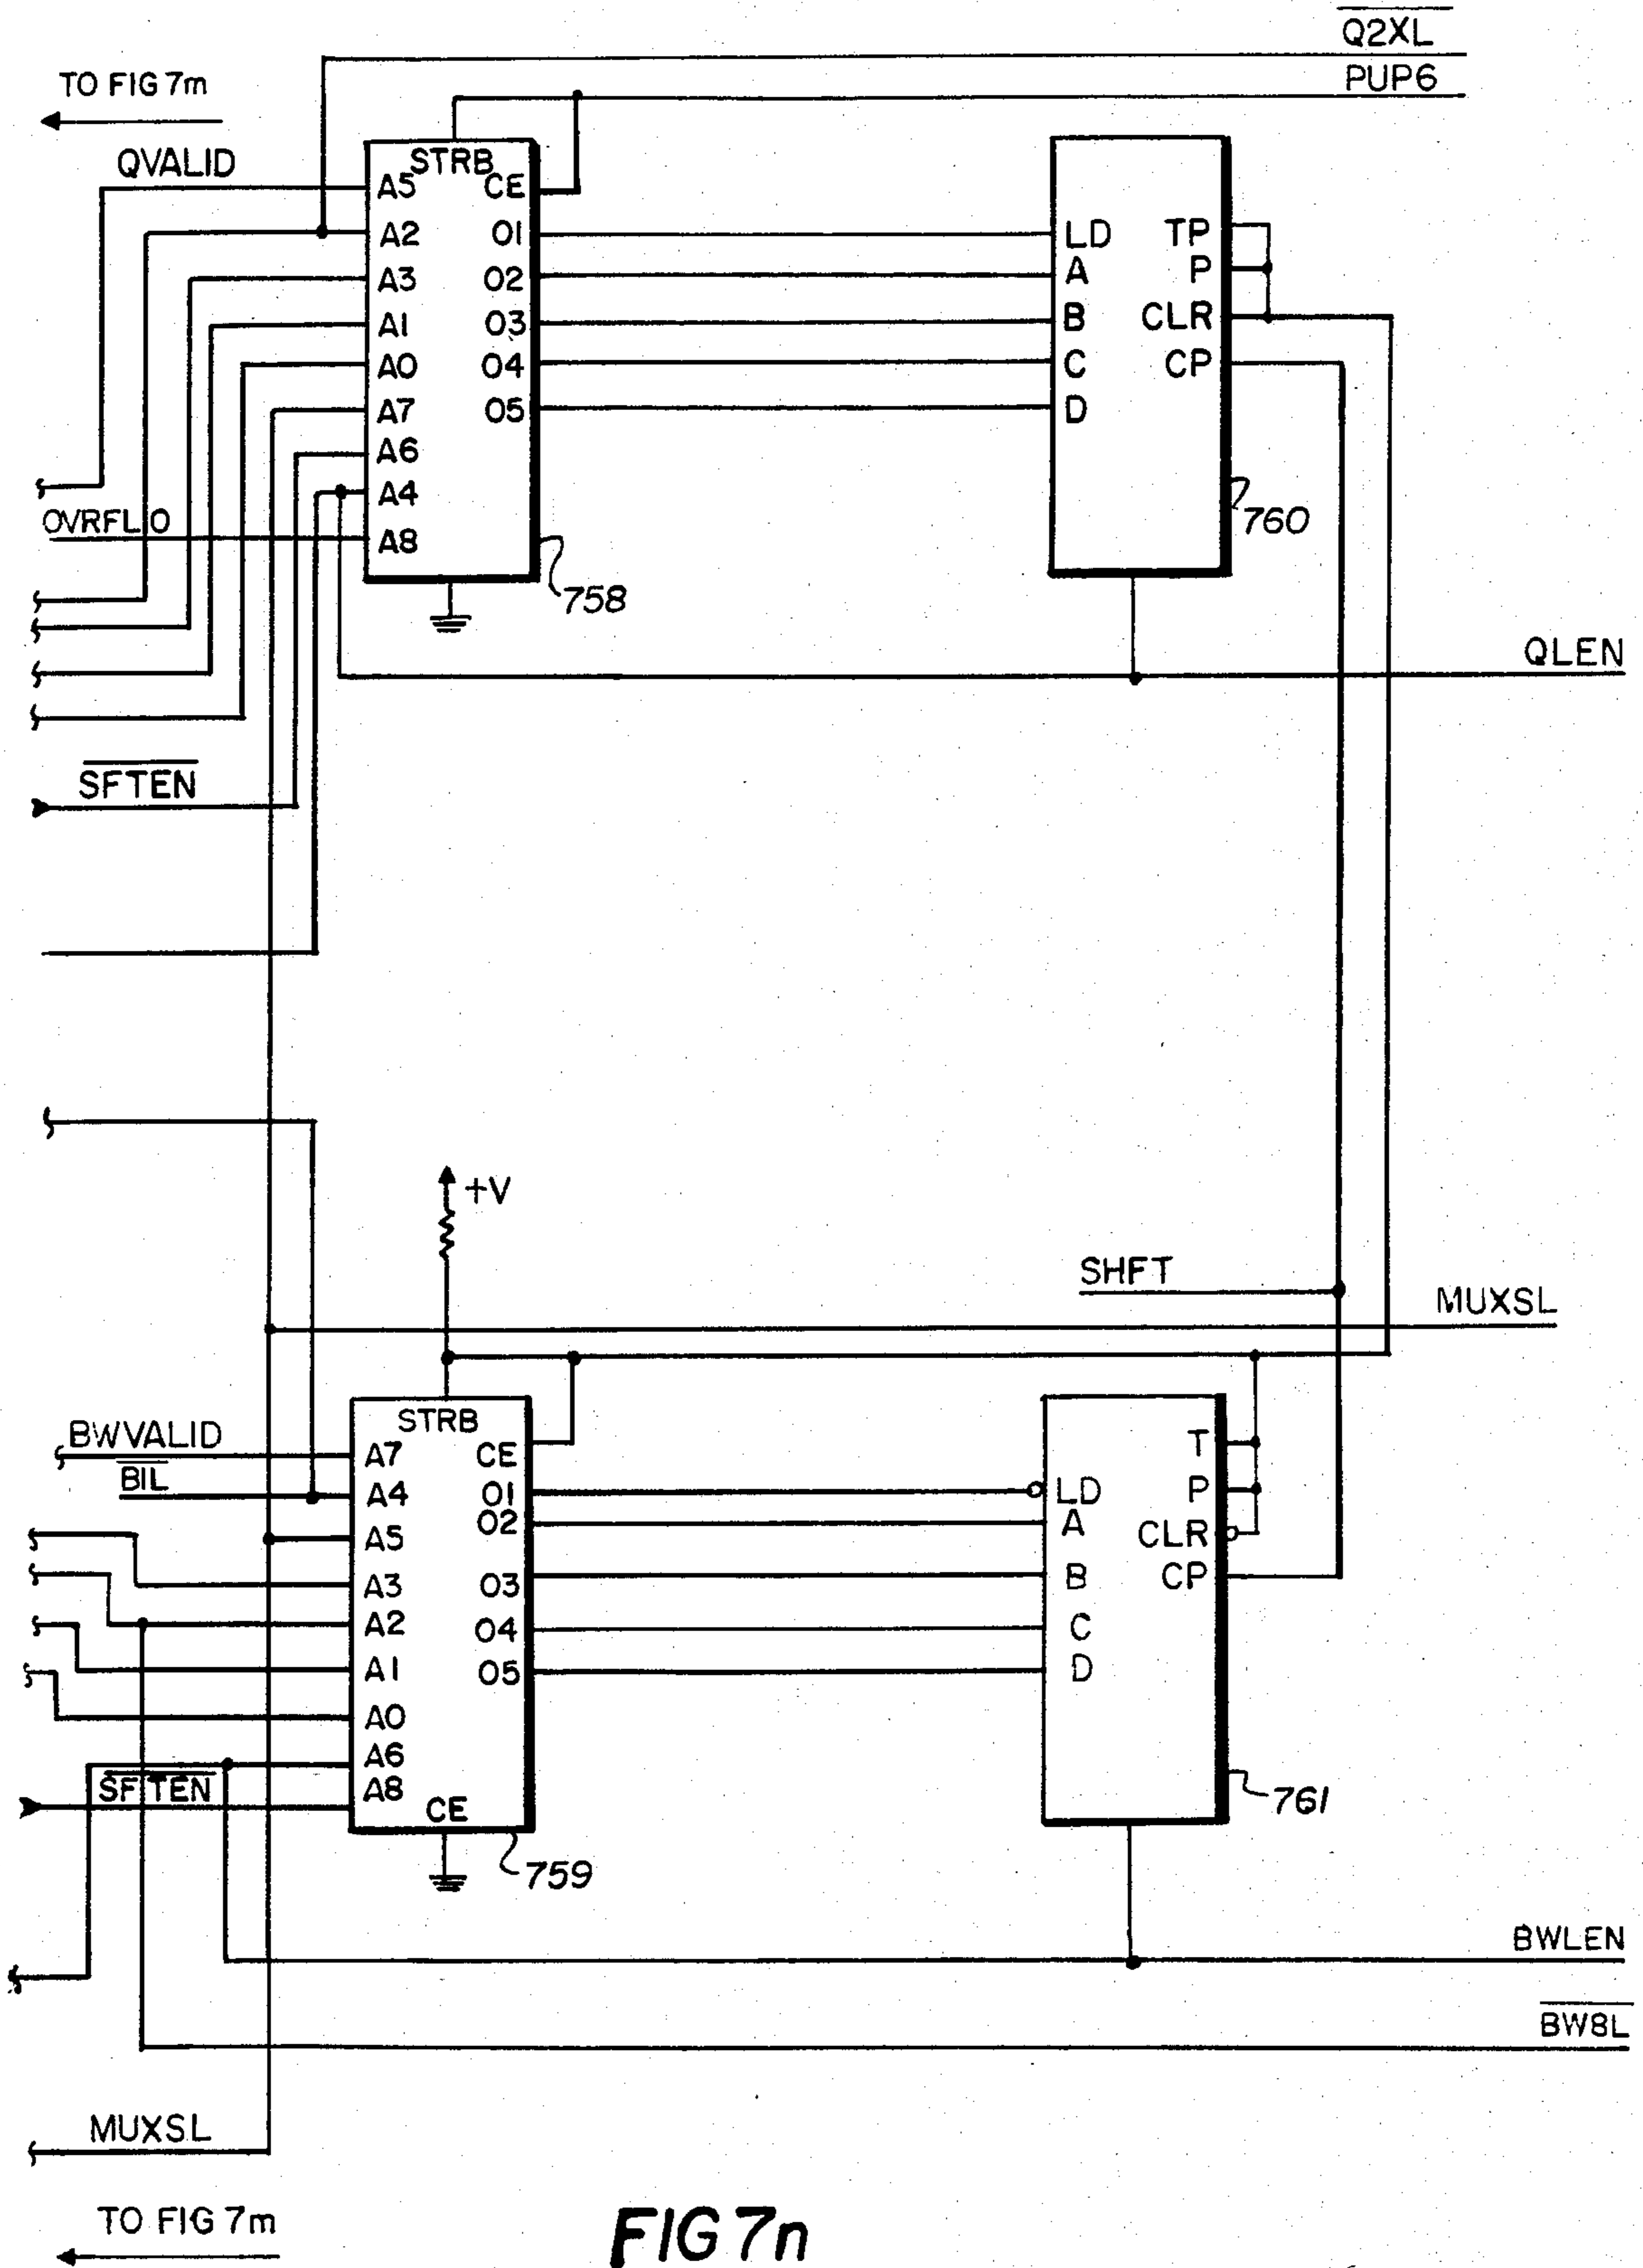 Q2XL
TO FIG 7m
PUP6
QVALID
STRB
A5 CE
A2 O1 LD TP
A3 O2 A P
A1 O3 B CLR
A0 O4 C CP
A7 O5 D
A6
A4
OVRFLO
A8
760
758
QLEN
SFTEN
+V
SHFT
MUXSL
STRB
BWVALID
A7 CE T
BIL
A4 O1 LD P
A5 O2 A CLR
A3 O3 B CP
A2 O4 C
A1 O5 D
A0
A6
SFTEN
A8
CE
761
759
BWLEN
BW8L
MUXSL
TO FIG 7m
FIG 7n